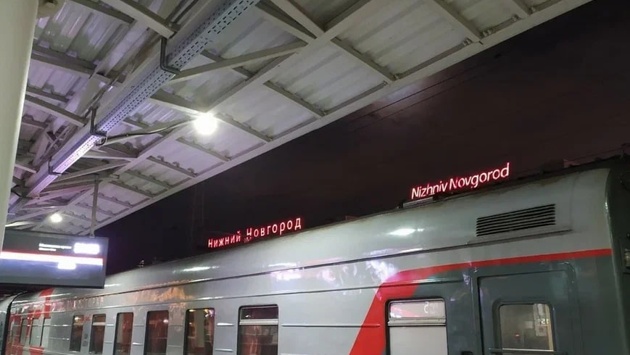 Нижний Новгород
Nizhniy Novgorod